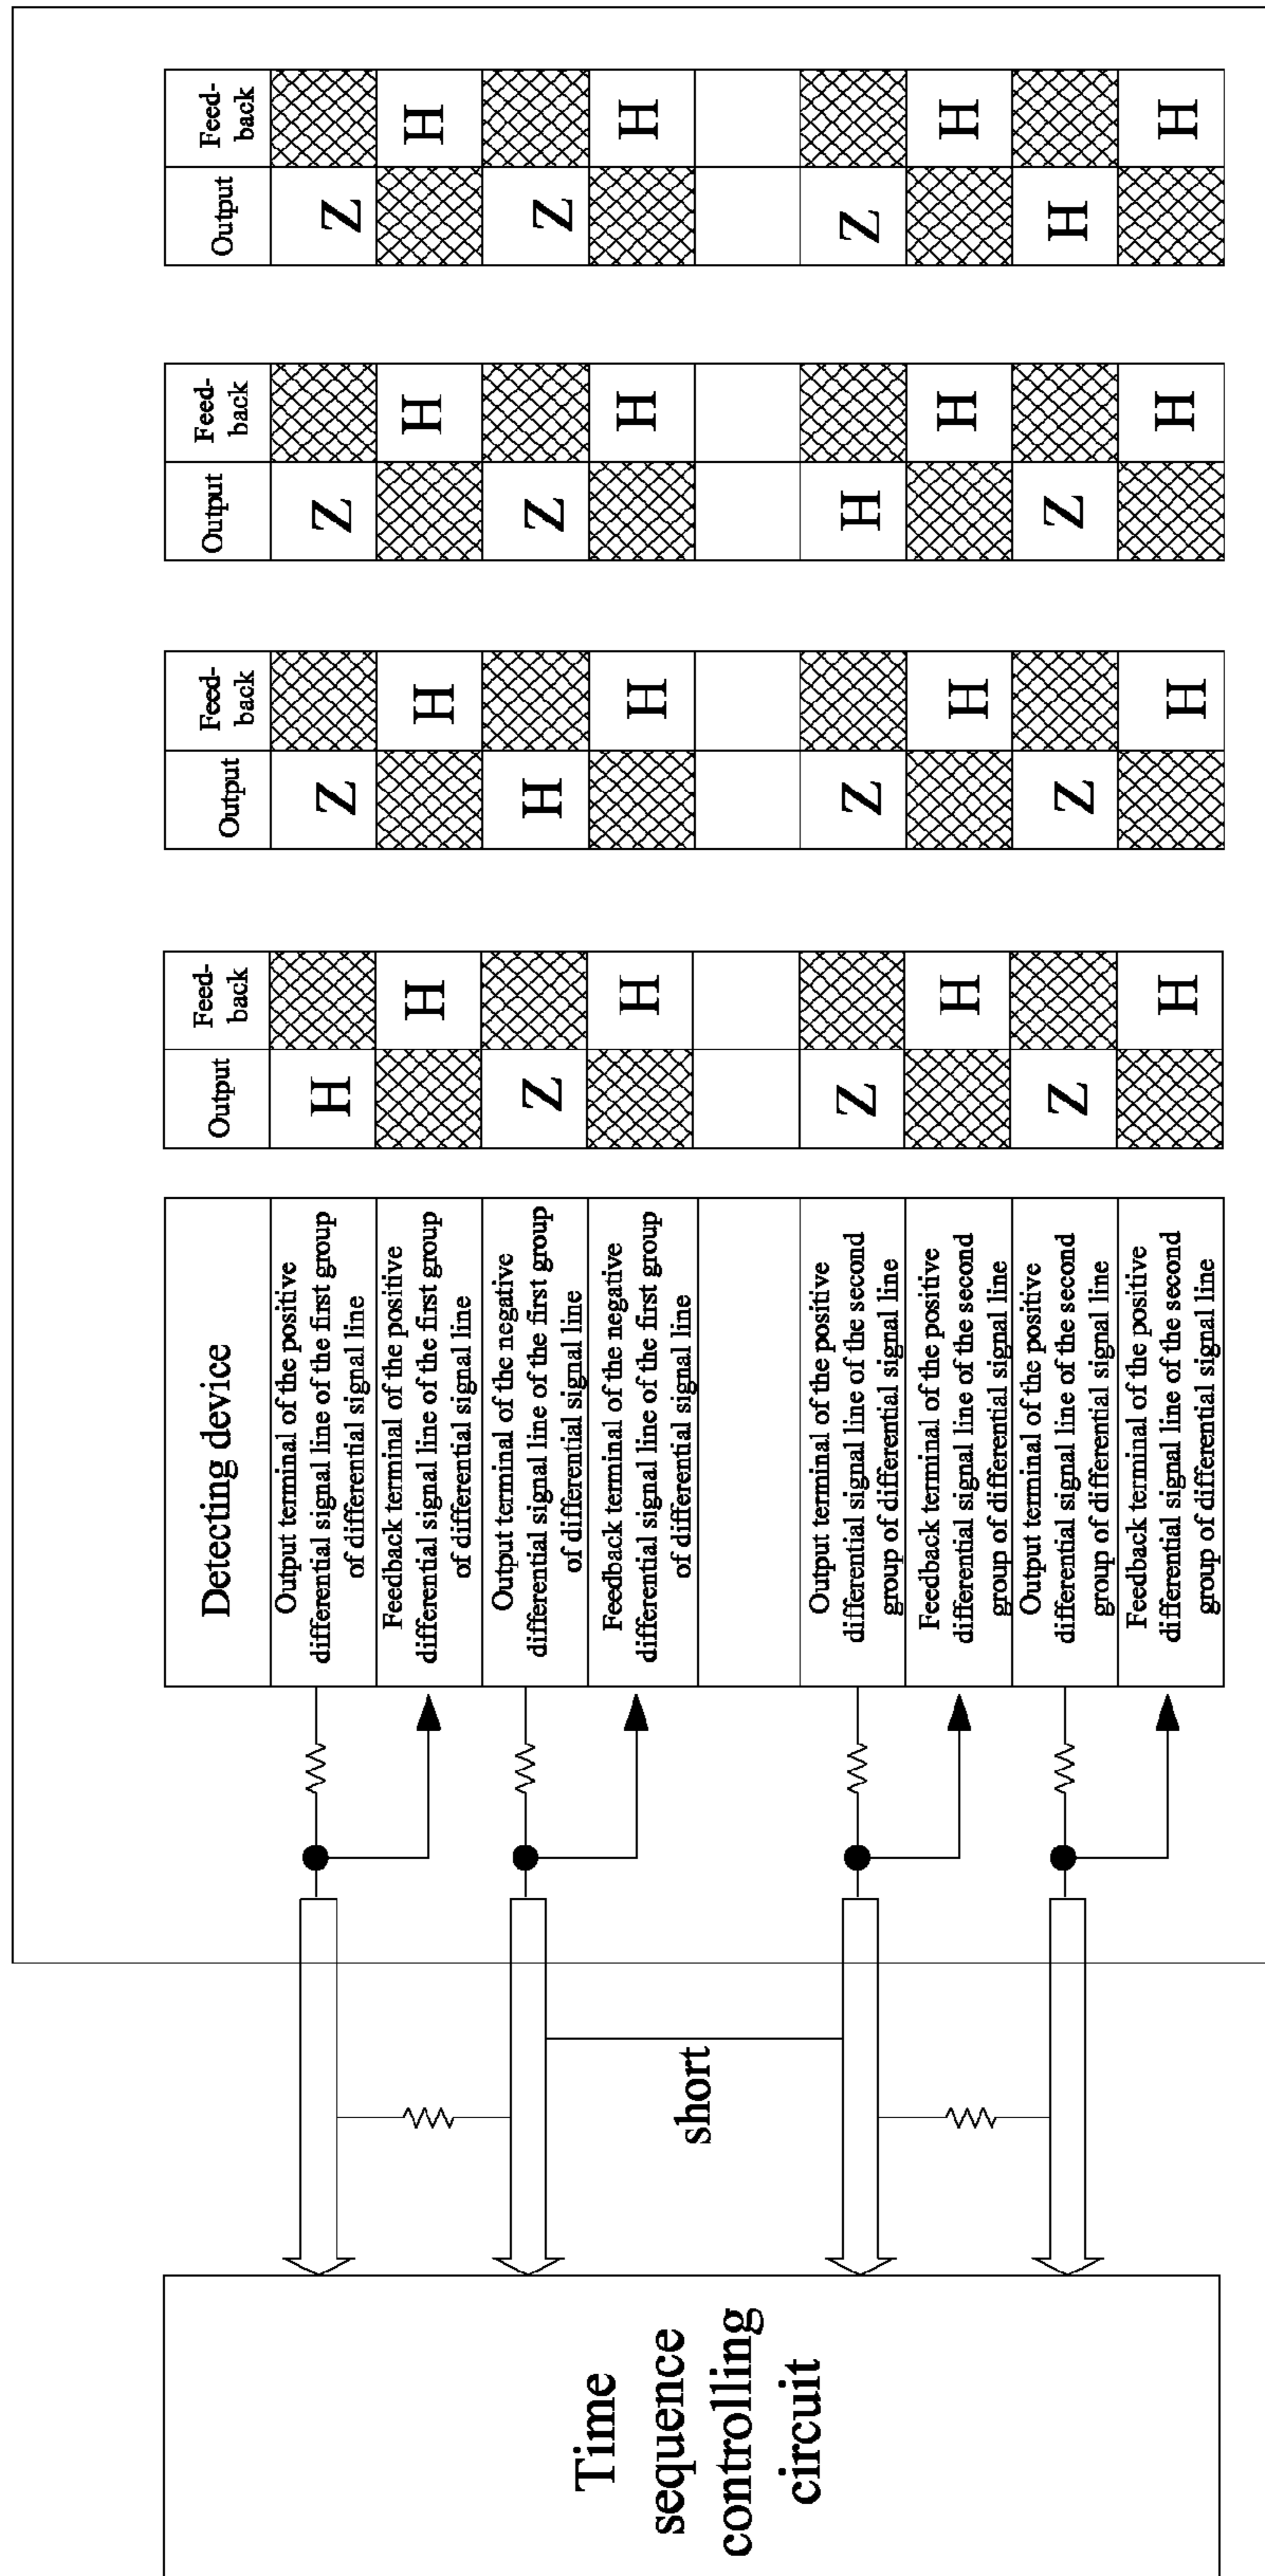 Time
sequence
controlling
circuit
short
Detecting device
Output terminal of the positive
differential signal line of the first group
of differential signal line
Feedback terminal of the positive
differential signal line of the first group
of differential signal line
Output terminal of the negative
differential signal line of the first group
of differential signal line
Feedback terminal of the negative
differential signal line of the first group
of differential signal line
Output terminal of the positive
differential signal line of the second
group of differential signal line
Feedback terminal of the positive
differential signal line of the second
group of differential signal line
Output terminal of the positive
differential signal line of the second
group of differential signal line
Feedback terminal of the positive
differential signal line of the second
group of differential signal line
Output
Feed-
back
H
H
Z
H
Z
H
Z
H
Output
Feed-
back
Z
H
H
H
Z
H
Z
H
Output
Feed-
back
Z
H
Z
H
H
H
Z
H
Output
Feed-
back
Z
H
Z
H
Z
H
H
H